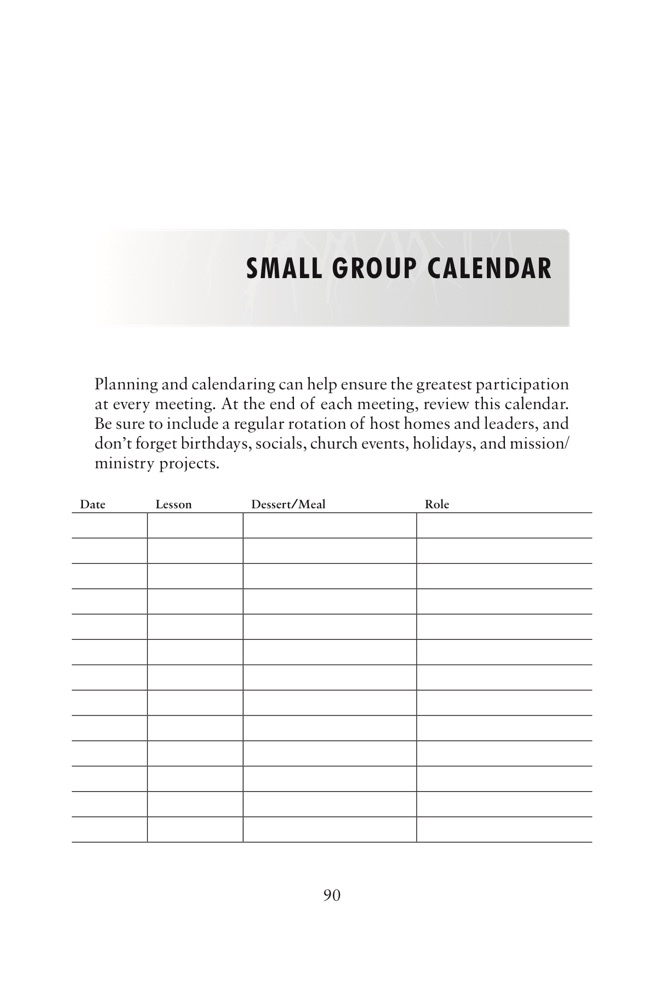 SMALL GROUP CALENDAR
Planning and calendaring can help ensure the greatest participation
at every meeting. At the end of each meeting, review this calendar.
Be sure to include a regular rotation of host homes and leaders, and
don’t forget birthdays, socials, church events, holidays, and mission/
ministry projects.
Date Lesson Dessert/Meal Role
90